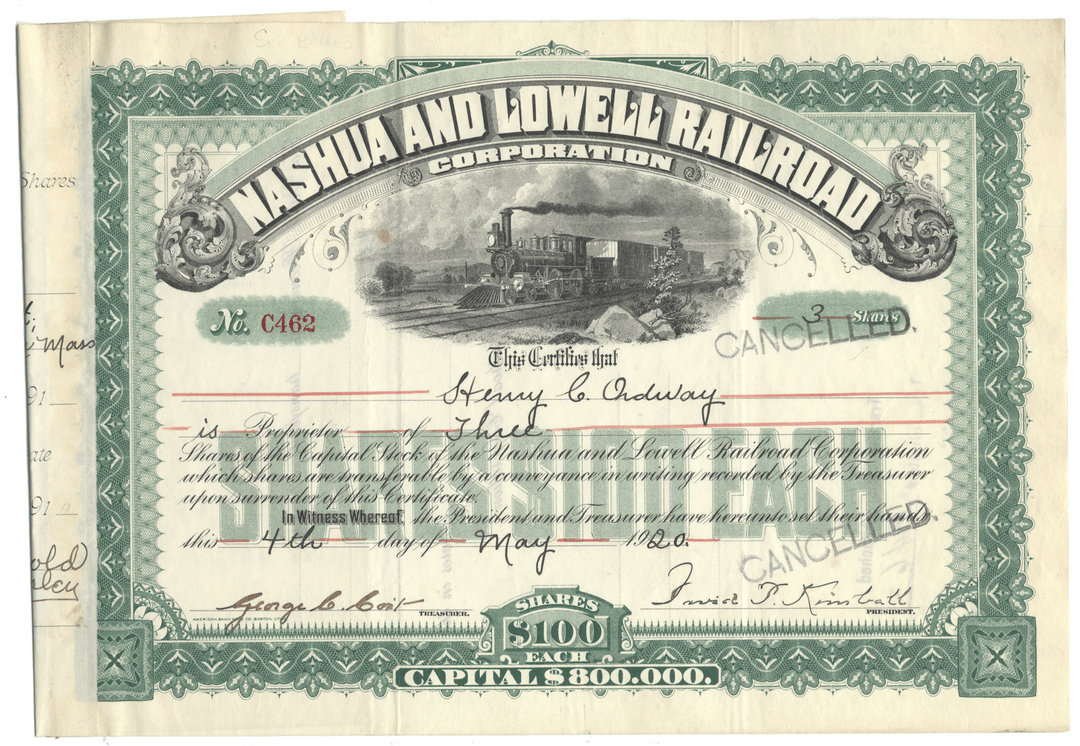 NASHUA AND LOWELL RAILROAD
CORPORATION
No. C462
3 Shares
CANCELLED.
This Certifies that
Henry C. Ordway
is Proprietor of Three
Shares of the Capital Stock of the Nashua and Lowell Railroad Corporation
which shares are transferable by a conveyance in writing recorded by the Treasurer
upon surrender of this Certificate.
In Witness Whereof, the President and Treasurer have hereunto set their hands
this 4th day of May 1920.
CANCELLED.
SHARES $100 EACH
George C. Coit
TREASURER.
Kimball
PRESIDENT.
SHARES
$100
EACH
CAPITAL $800.000.
Shares
Mass
91
91
old